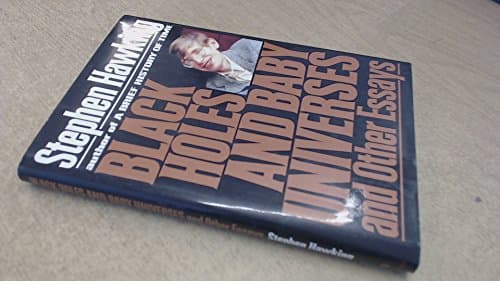 Stephen Hawking
author of A BRIEF HISTORY OF TIME
BLACK
HOLES
AND BABY
UNIVERSES
and Other Essays
BLACK HOLES AND BABY UNIVERSES and Other Essays Stephen Hawking